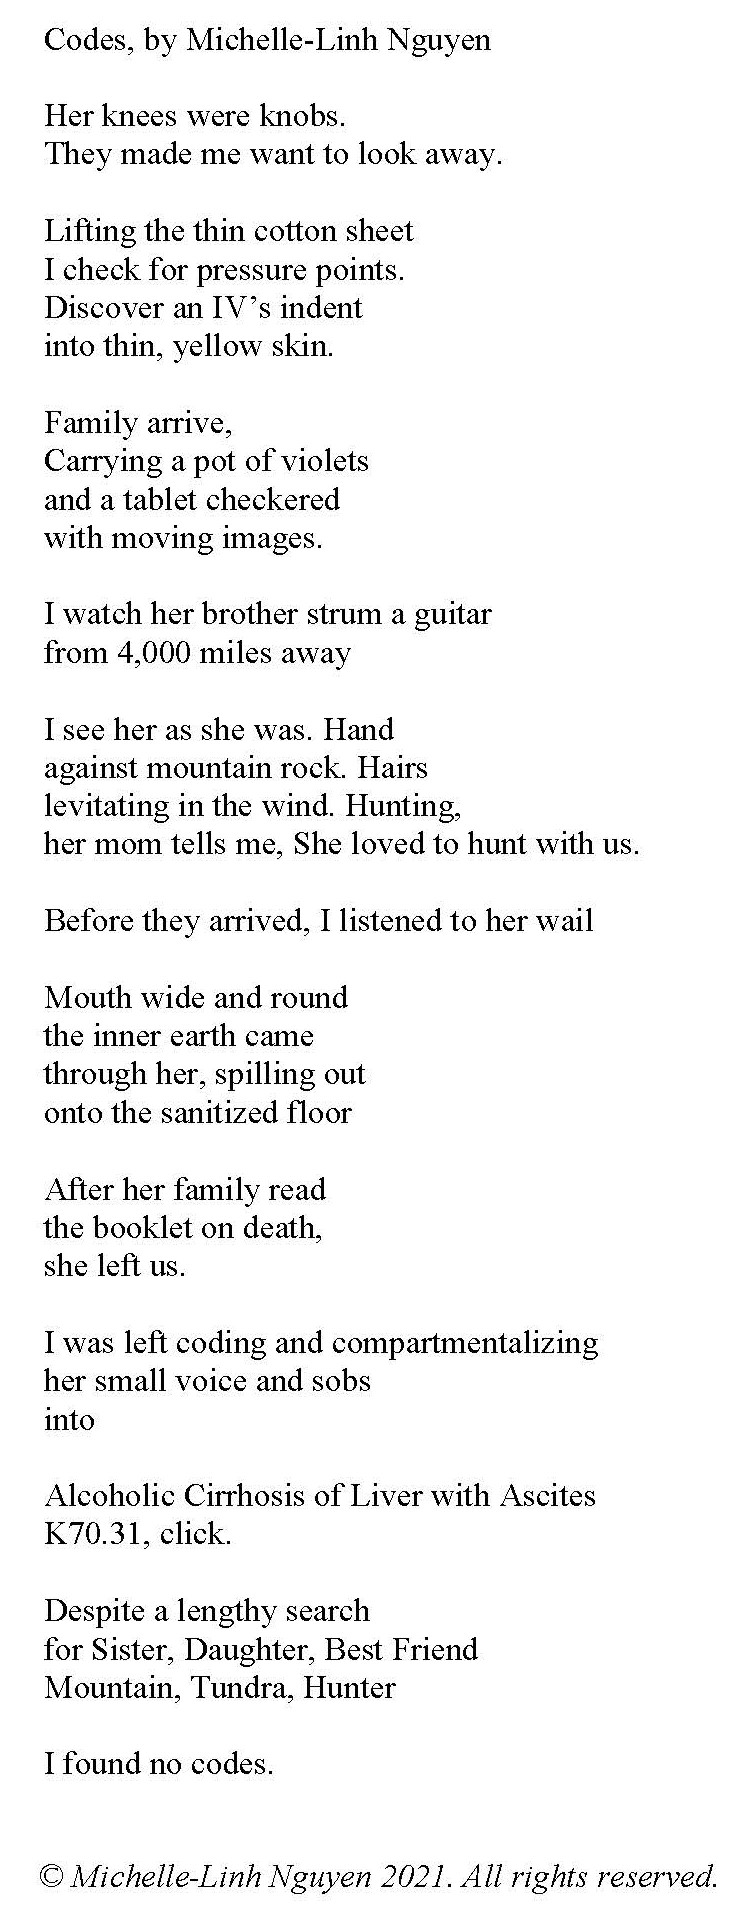 Codes, by Michelle-Linh Nguyen
Her knees were knobs.
They made me want to look away.
Lifting the thin cotton sheet
I check for pressure points.
Discover an IV’s indent
into thin, yellow skin.
Family arrive,
Carrying a pot of violets
and a tablet checkered
with moving images.
I watch her brother strum a guitar
from 4,000 miles away
I see her as she was. Hand
against mountain rock. Hairs
levitating in the wind. Hunting,
her mom tells me, She loved to hunt with us.
Before they arrived, I listened to her wail
Mouth wide and round
the inner earth came
through her, spilling out
onto the sanitized floor
After her family read
the booklet on death,
she left us.
I was left coding and compartmentalizing
her small voice and sobs
into
Alcoholic Cirrhosis of Liver with Ascites
K70.31, click.
Despite a lengthy search
for Sister, Daughter, Best Friend
Mountain, Tundra, Hunter
I found no codes.
© Michelle-Linh Nguyen 2021. All rights reserved.